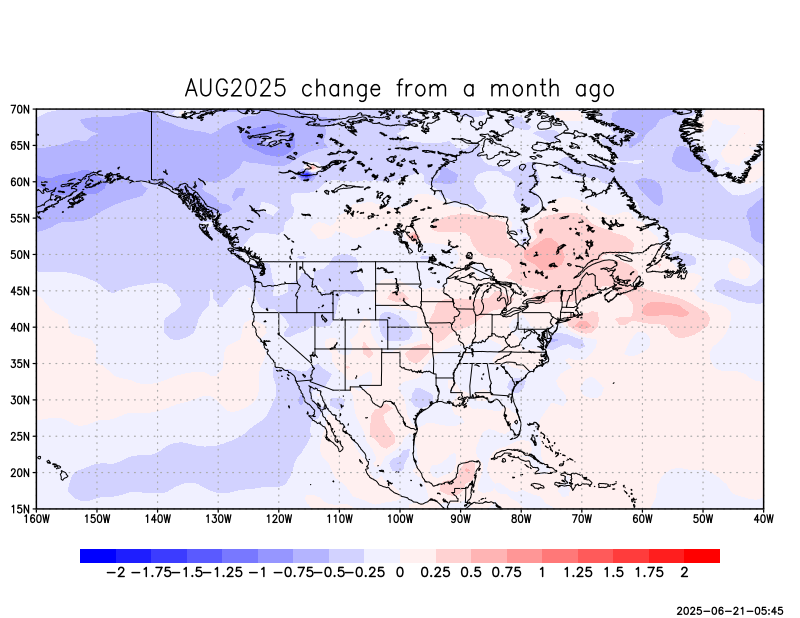 AUG2025 change from a month ago
70N
65N
60N
55N
50N
45N
40N
35N
30N
25N
20N
15N
160W 150W 140W 130W 120W 110W 100W 90W 80W 70W 60W 50W 40W
−2 −1.75 −1.5 −1.25 −1 −0.75 −0.5 −0.25 0 0.25 0.5 0.75 1 1.25 1.5 1.75 2
2025-06-21-05:45